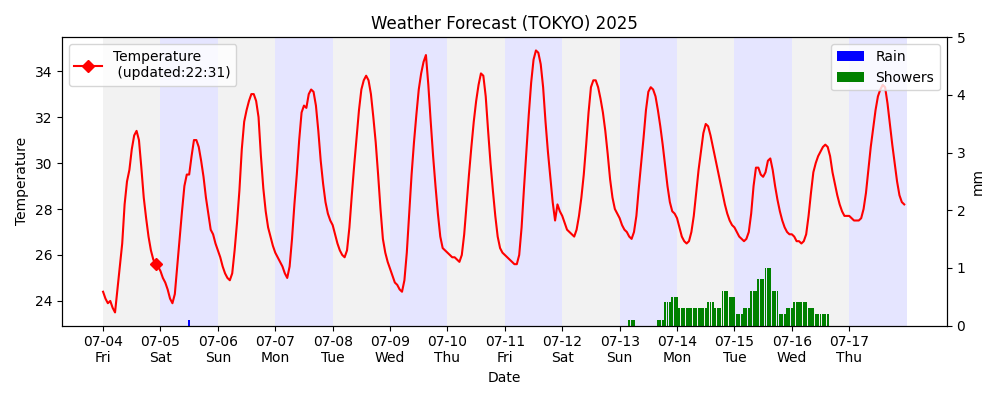 Weather Forecast (TOKYO) 2025
Temperature
(updated:22:31)
Rain
Showers
Temperature
34
32
30
28
26
24
5
4
3
2
1
0
mm
07-04 07-05 07-06 07-07 07-08 07-09 07-10 07-11 07-12 07-13 07-14 07-15 07-16 07-17
Fri Sat Sun Mon Tue Wed Thu Fri Sat Sun Mon Tue Wed Thu
Date